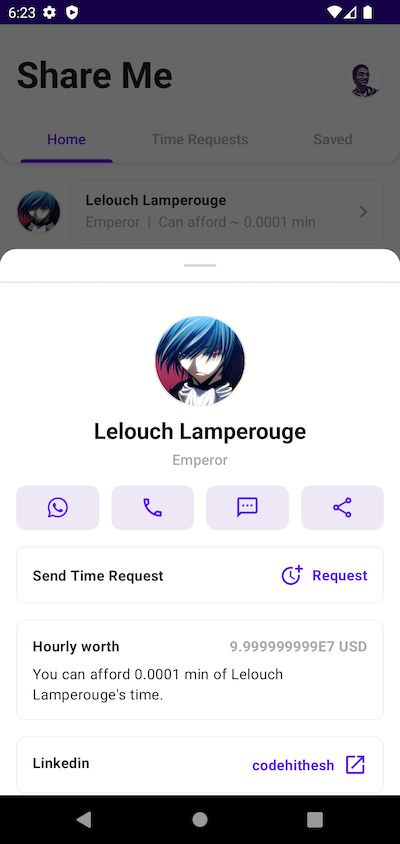 6:23
Share Me
Home Time Requests Saved
Lelouch Lamperouge
Emperor | Can afford ~ 0.0001 min
Lelouch Lamperouge
Emperor
Send Time Request Request
Hourly worth 9.999999999E7 USD
You can afford 0.0001 min of Lelouch
Lamperouge's time.
Linkedin codehithesh